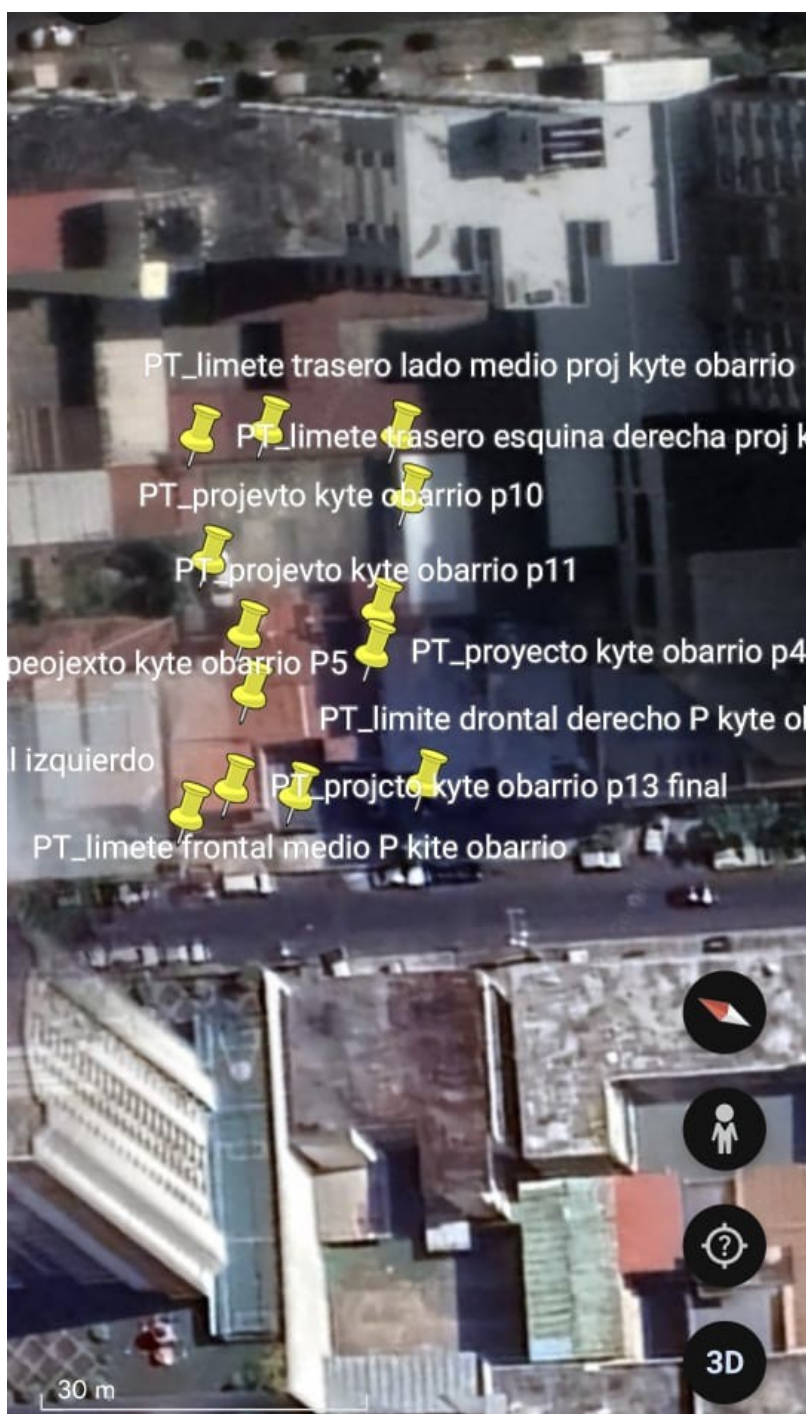 PT_limete trasero lado medio proj kyte obarrio
PT_limete trasero esquina derecha proj k
PT_projevto kyte obarrio p10
PT_projevto kyte obarrio p11
peojexto kyte obarrio P5
PT_proyecto kyte obarrio p4
PT_limite drontal derecho P kyte ob
l izquierdo
PT_projcto kyte obarrio p13 final
PT_limete frontal medio P kite obarrio
?
3D
30 m